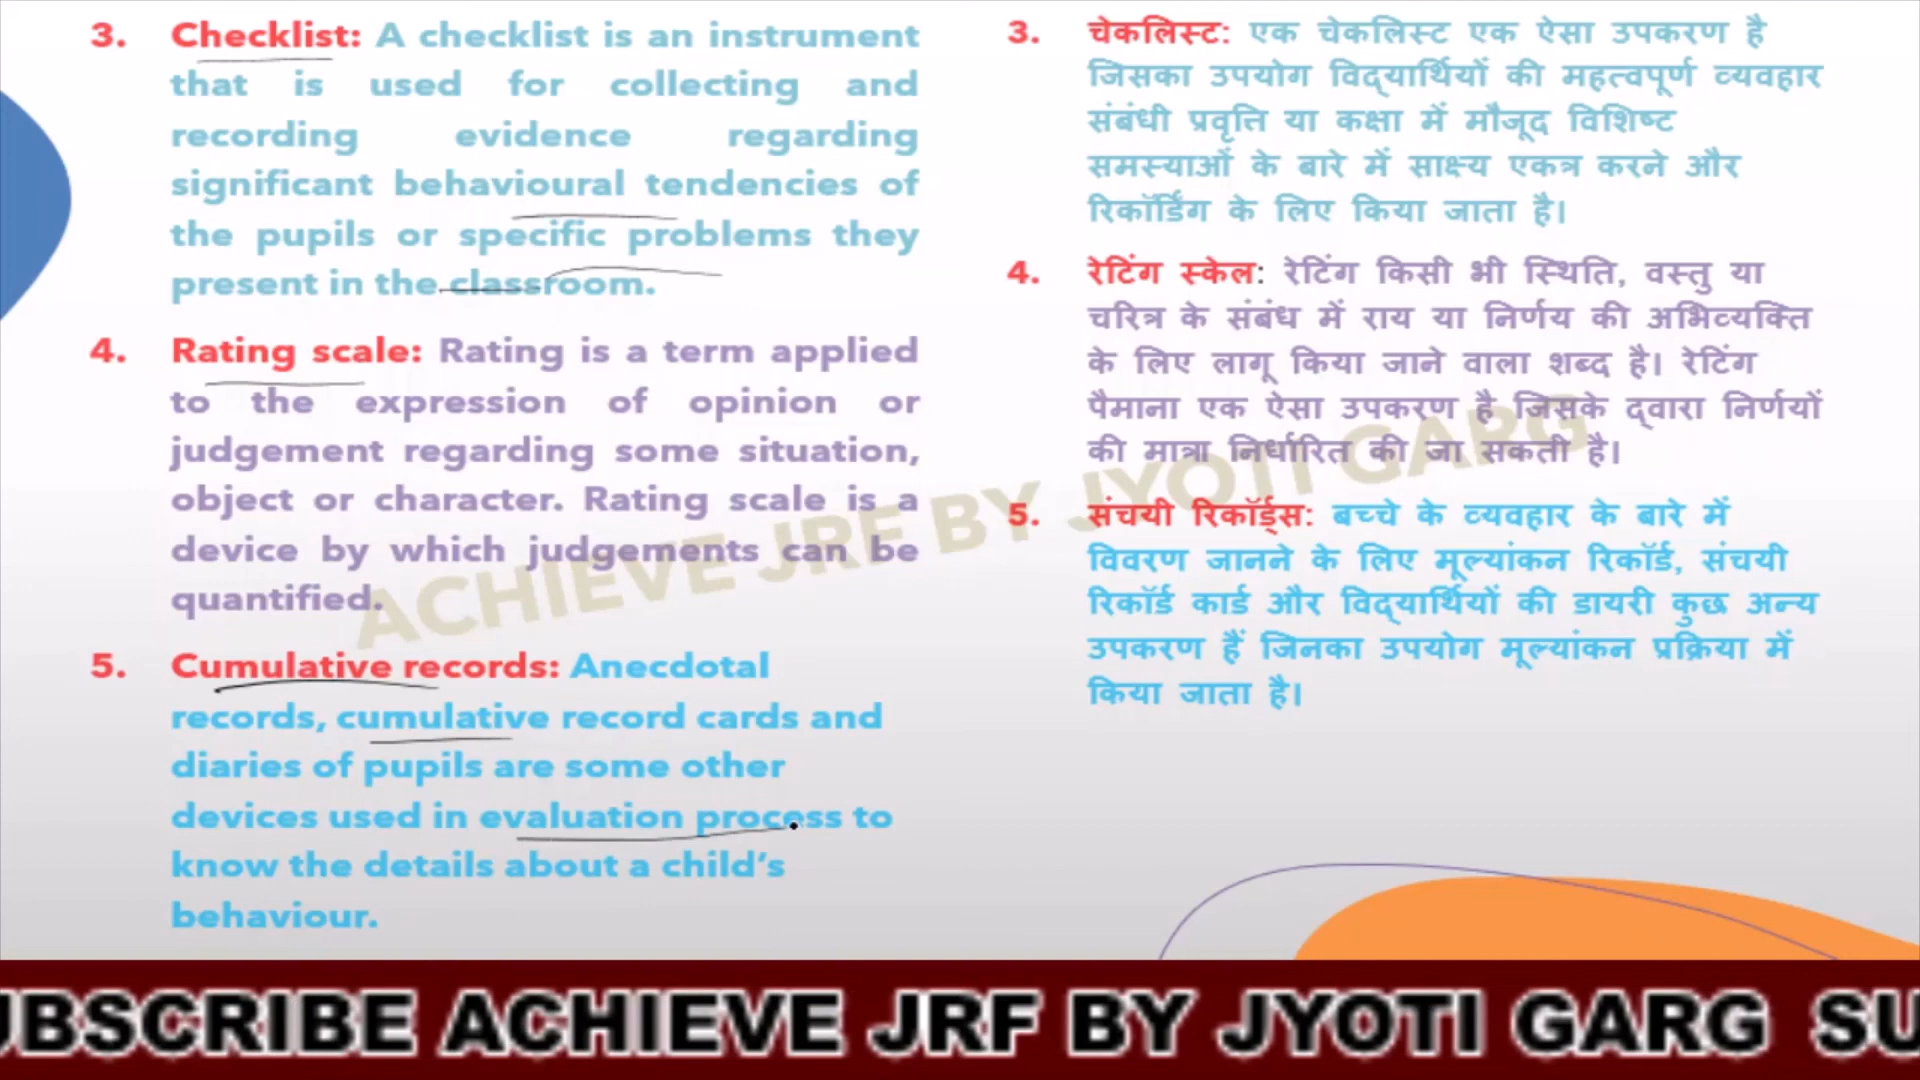 3. Checklist: A checklist is an instrument
that is used for collecting and
recording evidence regarding
significant behavioural tendencies of
the pupils or specific problems they
present in the classroom.
4. Rating scale: Rating is a term applied
to the expression of opinion or
judgement regarding some situation,
object or character. Rating scale is a
device by which judgements can be
quantified.
5. Cumulative records: Anecdotal
records, cumulative record cards and
diaries of pupils are some other
devices used in evaluation process to
know the details about a child's
behaviour.
3. चेकलिस्ट: एक चेकलिस्ट एक ऐसा उपकरण है
जिसका उपयोग विद्यार्थियों की महत्वपूर्ण व्यवहार
संबंधी प्रवृत्ति या कक्षा में मौजूद विशिष्ट
समस्याओं के बारे में साक्ष्य एकत्र करने और
रिकॉर्डिंग के लिए किया जाता है।
4. रेटिंग स्केल: रेटिंग किसी भी स्थिति, वस्तु या
चरित्र के संबंध में राय या निर्णय की अभिव्यक्ति
के लिए लागू किया जाने वाला शब्द है। रेटिंग
पैमाना एक ऐसा उपकरण है जिसके द्वारा निर्णयों
की मात्रा निर्धारित की जा सकती है।
5. संचयी रिकॉर्ड्स: बच्चे के व्यवहार के बारे में
विवरण जानने के लिए मूल्यांकन रिकॉर्ड, संचयी
रिकॉर्ड कार्ड और विद्यार्थियों की डायरी कुछ अन्य
उपकरण हैं जिनका उपयोग मूल्यांकन प्रक्रिया में
किया जाता है।
ACHIEVE JRF BY JYOTI GARG
UBSCRIBE ACHIEVE JRF BY JYOTI GARG SU